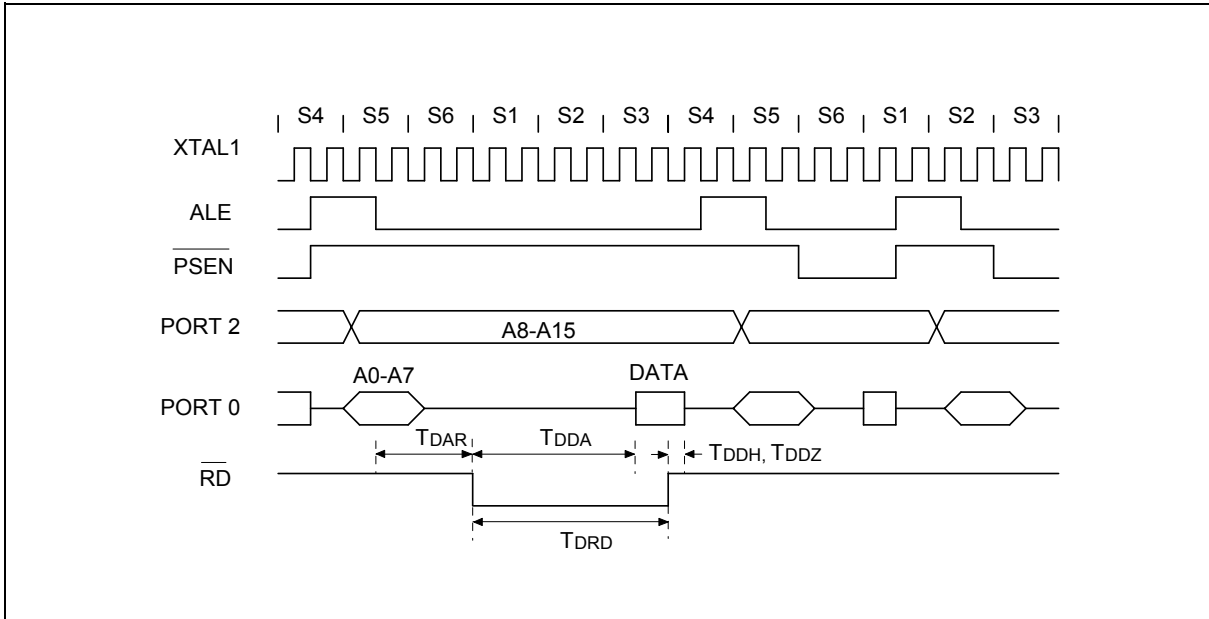 S4 S5 S6 S1 S2 S3 S4 S5 S6 S1 S2 S3
XTAL1
ALE
PSEN
PORT 2
A8-A15
A0-A7
DATA
PORT 0
TDAR
TDDA
TDDH, TDDZ
RD
TDRD